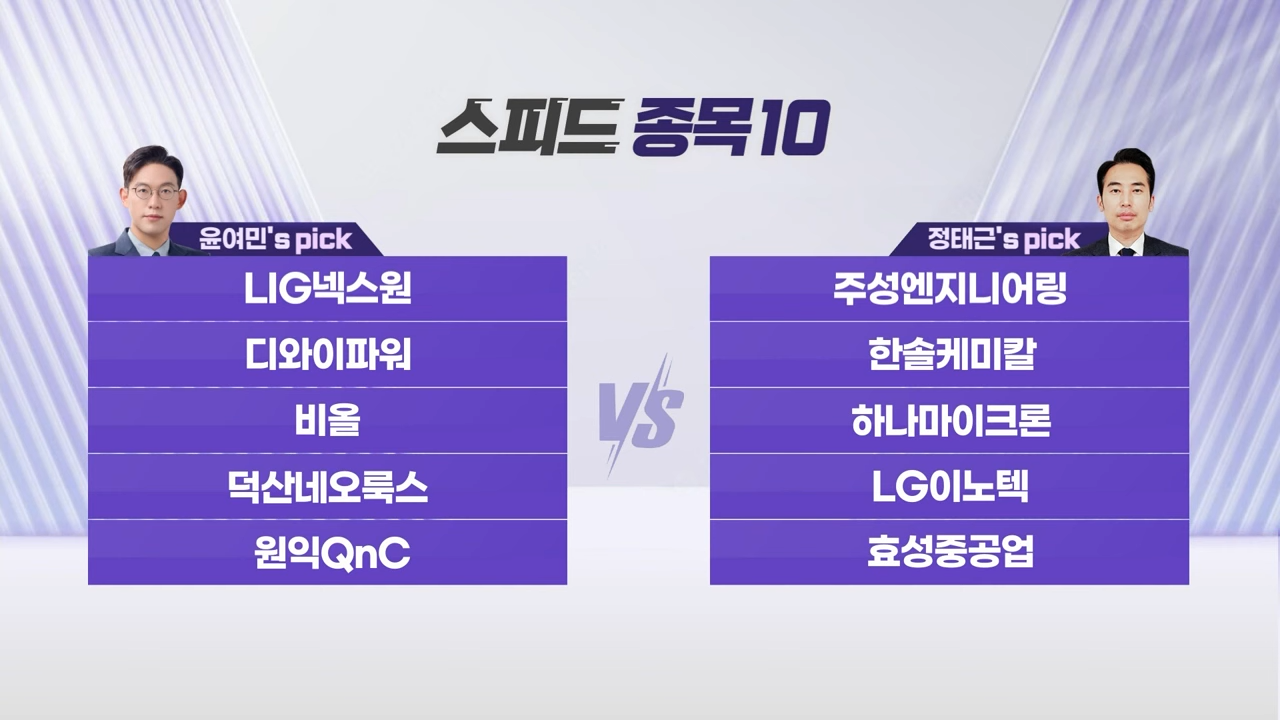 스피드 종목10
윤여민's pick
LIG넥스원
디와이파워
비올
덕산네오룩스
원익QnC
VS
정태근's pick
주성엔지니어링
한솔케미칼
하나마이크론
LG이노텍
효성중공업